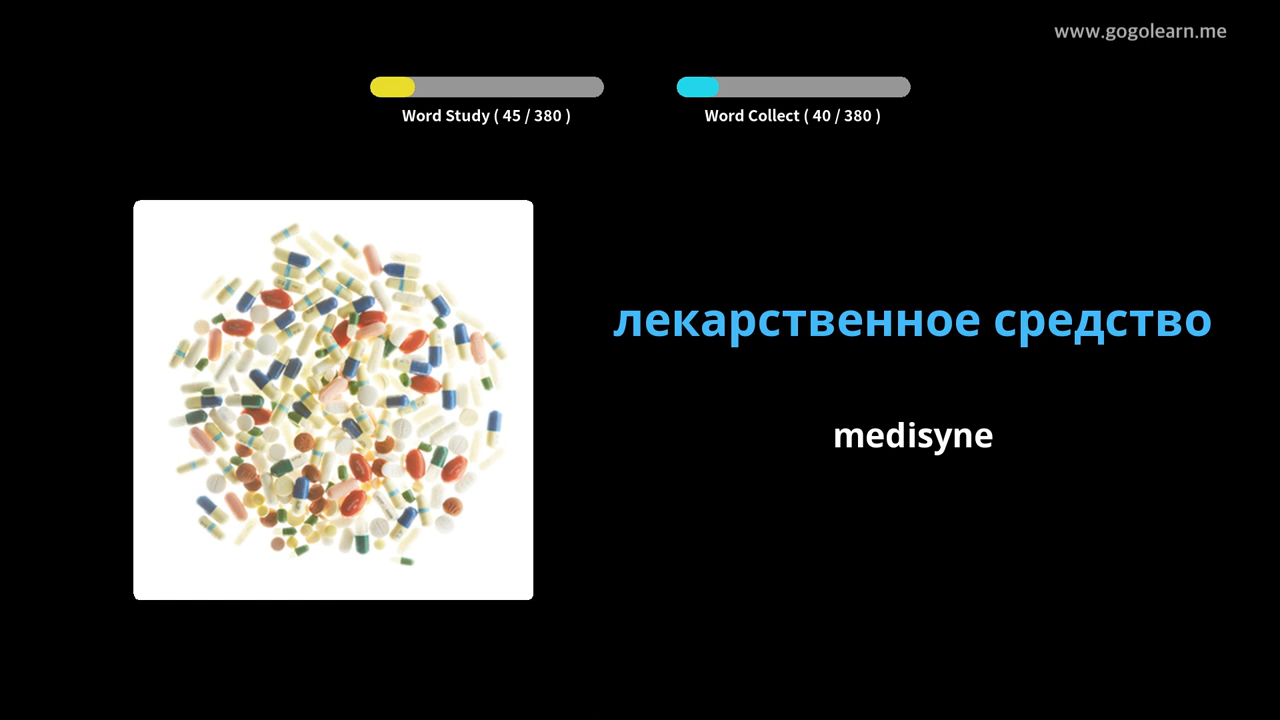 www.gogolearn.me
Word Study ( 45 / 380 )
Word Collect ( 40 / 380 )
лекарственное средство
medisyne